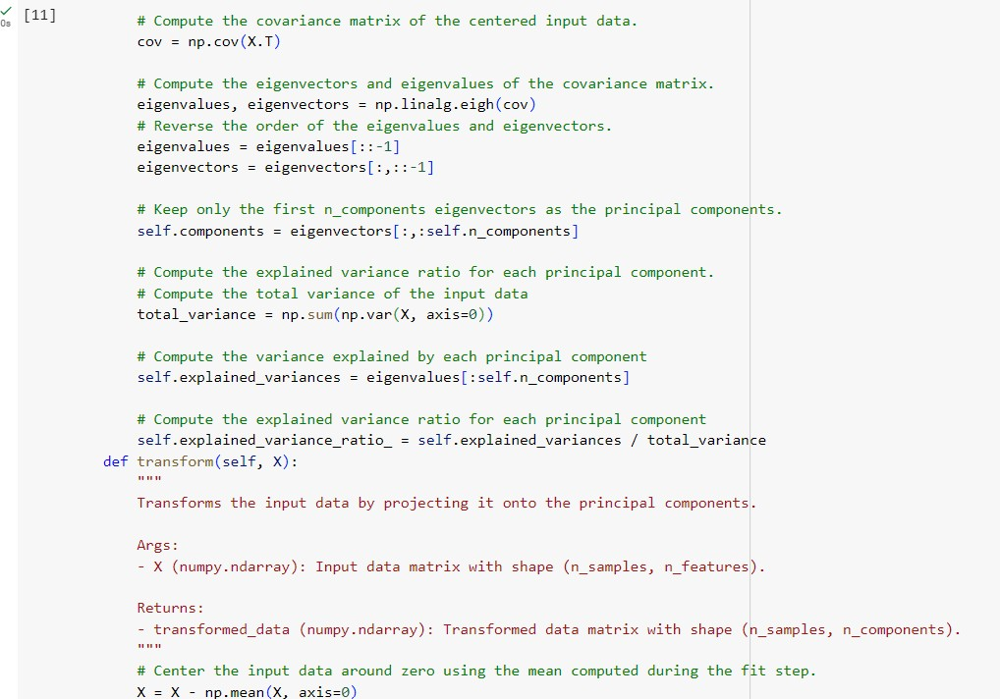 [11]
0s
# Compute the covariance matrix of the centered input data.
cov = np.cov(X.T)
# Compute the eigenvectors and eigenvalues of the covariance matrix.
eigenvalues, eigenvectors = np.linalg.eigh(cov)
# Reverse the order of the eigenvalues and eigenvectors.
eigenvalues = eigenvalues[::-1]
eigenvectors = eigenvectors[:,::-1]
# Keep only the first n_components eigenvectors as the principal components.
self.components = eigenvectors[:,:self.n_components]
# Compute the explained variance ratio for each principal component.
# Compute the total variance of the input data
total_variance = np.sum(np.var(X, axis=0))
# Compute the variance explained by each principal component
self.explained_variances = eigenvalues[:self.n_components]
# Compute the explained variance ratio for each principal component
self.explained_variance_ratio_ = self.explained_variances / total_variance
def transform(self, X):
"""
Transforms the input data by projecting it onto the principal components.
Args:
- X (numpy.ndarray): Input data matrix with shape (n_samples, n_features).
Returns:
- transformed_data (numpy.ndarray): Transformed data matrix with shape (n_samples, n_components).
"""
# Center the input data around zero using the mean computed during the fit step.
X = X - np.mean(X, axis=0)